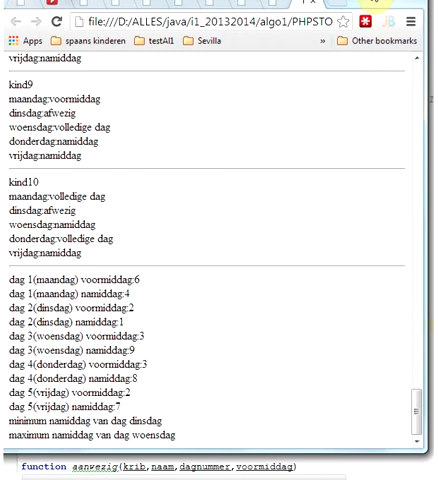 file:///D:/ALLES/java/i1_20132014/algo1/PHPSTO
Apps spaans kinderen testAl1 Sevilla » Other bookmarks
vrijdag:namiddag
kind9
maandag:voormiddag
dinsdag:afwezig
woensdag:volledige dag
donderdag:namiddag
vrijdag:namiddag
kind10
maandag:volledige dag
dinsdag:afwezig
woensdag:namiddag
donderdag:volledige dag
vrijdag:namiddag
dag 1(maandag) voormiddag:6
dag 1(maandag) namiddag:4
dag 2(dinsdag) voormiddag:2
dag 2(dinsdag) namiddag:1
dag 3(woensdag) voormiddag:3
dag 3(woensdag) namiddag:9
dag 4(donderdag) voormiddag:3
dag 4(donderdag) namiddag:8
dag 5(vrijdag) voormiddag:2
dag 5(vrijdag) namiddag:7
minimum namiddag van dag dinsdag
maximum namiddag van dag woensdag
function aanwezig(krib,naam,dagnummer,voormiddag)